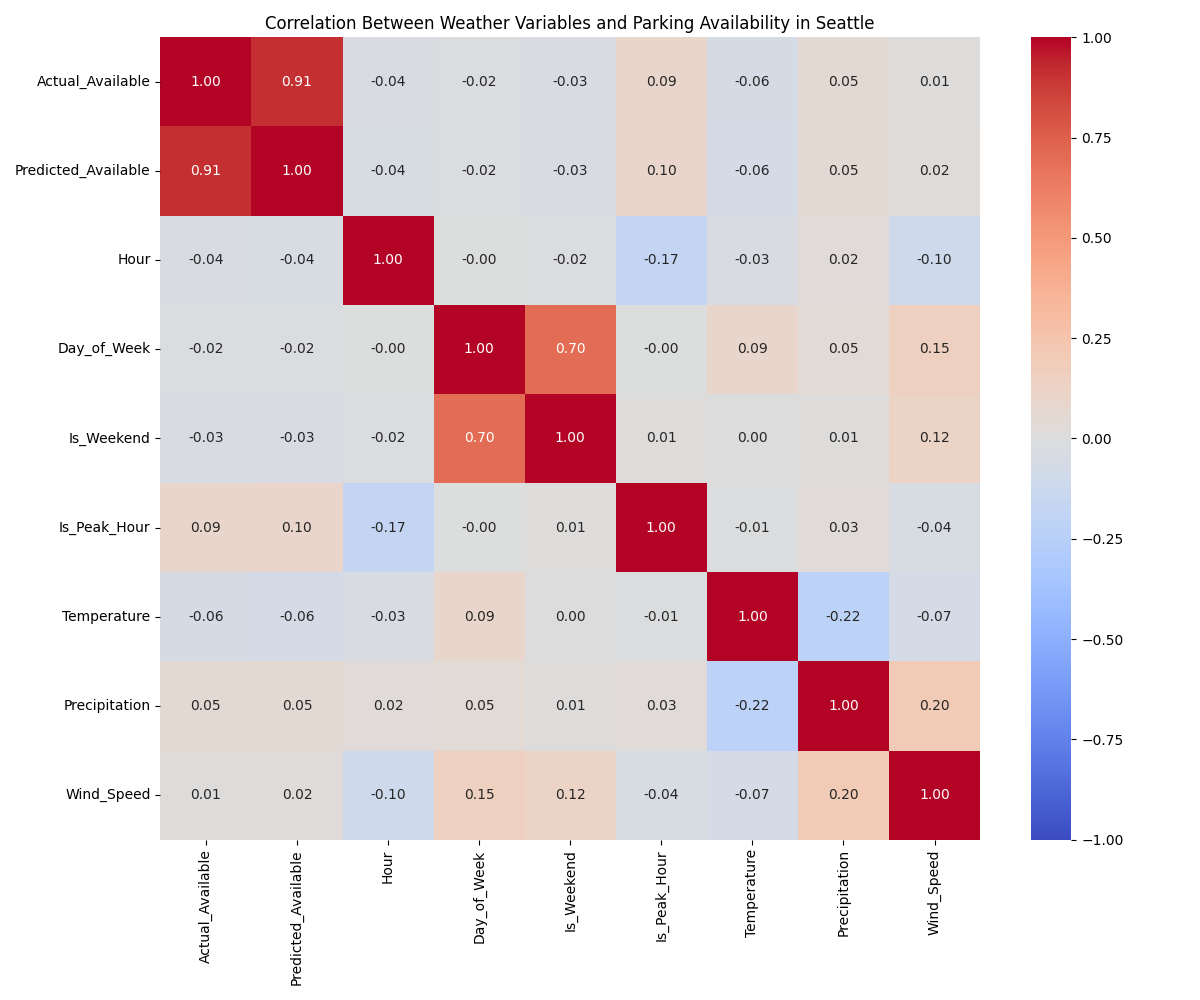 Correlation Between Weather Variables and Parking Availability in Seattle
Actual_Available 1.00 0.91 -0.04 -0.02 -0.03 0.09 -0.06 0.05 0.01
Predicted_Available 0.91 1.00 -0.04 -0.02 -0.03 0.10 -0.06 0.05 0.02
Hour -0.04 -0.04 1.00 -0.00 -0.02 -0.17 -0.03 0.02 -0.10
Day_of_Week -0.02 -0.02 -0.00 1.00 0.70 -0.00 0.09 0.05 0.15
Is_Weekend -0.03 -0.03 -0.02 0.70 1.00 0.01 0.00 0.01 0.12
Is_Peak_Hour 0.09 0.10 -0.17 -0.00 0.01 1.00 -0.01 0.03 -0.04
Temperature -0.06 -0.06 -0.03 0.09 0.00 -0.01 1.00 -0.22 -0.07
Precipitation 0.05 0.05 0.02 0.05 0.01 0.03 -0.22 1.00 0.20
Wind_Speed 0.01 0.02 -0.10 0.15 0.12 -0.04 -0.07 0.20 1.00
Actual_Available
Predicted_Available
Hour
Day_of_Week
Is_Weekend
Is_Peak_Hour
Temperature
Precipitation
Wind_Speed
1.00
0.75
0.50
0.25
0.00
−0.25
−0.50
−0.75
−1.00